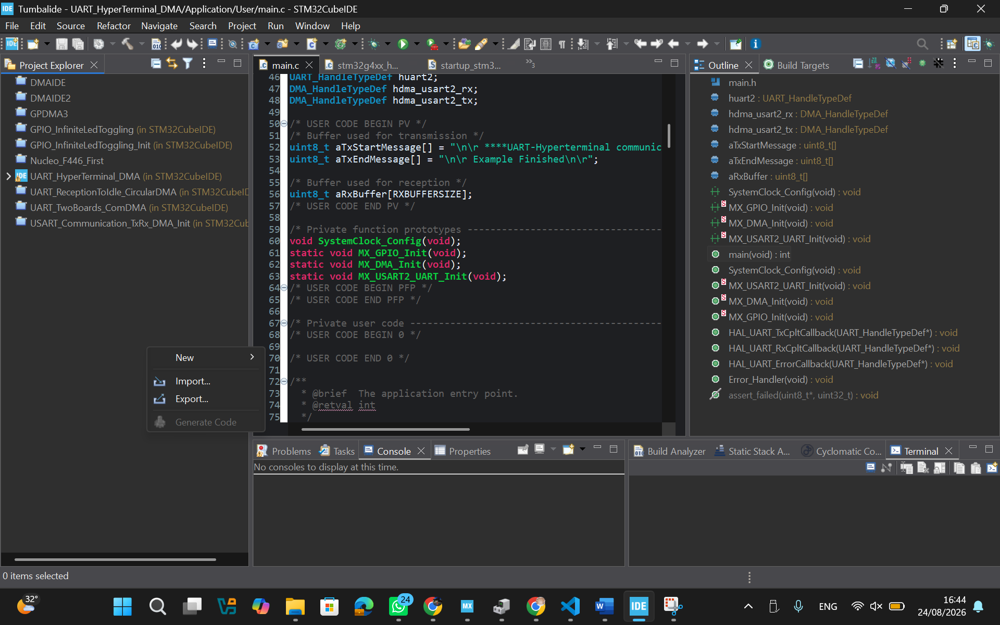 IDE Tumbalide - UART_HyperTerminal_DMA/Application/User/main.c - STM32CubeIDE
File Edit Source Refactor Navigate Search Project Run Window Help
Project Explorer
DMAIDE
DMAIDE2
GPDMA3
GPIO_InfiniteLedToggling (in STM32CubeIDE)
GPIO_InfiniteLedToggling_Init (in STM32CubeIDE)
Nucleo_F446_First
UART_HyperTerminal_DMA (in STM32CubeIDE)
UART_ReceptionToIdle_CircularDMA (in STM32CubeIDE
UART_TwoBoards_ComDMA (in STM32CubeIDE)
USART_Communication_TxRx_DMA_Init (in STM32Cub
New
Import...
Export...
Generate Code
main.c stm32g4xx_h... startup_stm3... »3
46 UART_HandleTypeDef huart2;
47 DMA_HandleTypeDef hdma_usart2_rx;
48 DMA_HandleTypeDef hdma_usart2_tx;
49
50 /* USER CODE BEGIN PV */
51 /* Buffer used for transmission */
52 uint8_t aTxStartMessage[] = "\n\r ****UART-Hyperterminal communic
53 uint8_t aTxEndMessage[] = "\n\r Example Finished\n\r";
54
55 /* Buffer used for reception */
56 uint8_t aRxBuffer[RXBUFFERSIZE];
57 /* USER CODE END PV */
58
59 /* Private function prototypes -----------------------------------
60 void SystemClock_Config(void);
61 static void MX_GPIO_Init(void);
62 static void MX_DMA_Init(void);
63 static void MX_USART2_UART_Init(void);
64 /* USER CODE BEGIN PFP */
65 /* USER CODE END PFP */
66
67 /* Private user code ---------------------------------------------
68 /* USER CODE BEGIN 0 */
69
70 /* USER CODE END 0 */
71
72 /**
73 * @brief The application entry point.
74 * @retval int
75 */
Outline Build Targets
main.h
huart2 : UART_HandleTypeDef
hdma_usart2_rx : DMA_HandleTypeDef
hdma_usart2_tx : DMA_HandleTypeDef
aTxStartMessage : uint8_t[]
aTxEndMessage : uint8_t[]
aRxBuffer : uint8_t[]
SystemClock_Config(void) : void
MX_GPIO_Init(void) : void
MX_DMA_Init(void) : void
MX_USART2_UART_Init(void) : void
main(void) : int
SystemClock_Config(void) : void
MX_USART2_UART_Init(void) : void
MX_DMA_Init(void) : void
MX_GPIO_Init(void) : void
HAL_UART_TxCpltCallback(UART_HandleTypeDef*) : void
HAL_UART_RxCpltCallback(UART_HandleTypeDef*) : void
HAL_UART_ErrorCallback(UART_HandleTypeDef*) : void
Error_Handler(void) : void
assert_failed(uint8_t*, uint32_t) : void
Problems Tasks Console Properties
No consoles to display at this time.
Build Analyzer Static Stack A... Cyclomatic Co... Terminal
0 items selected
32°
24
MX
IDE
ENG
16:44
24/08/2026